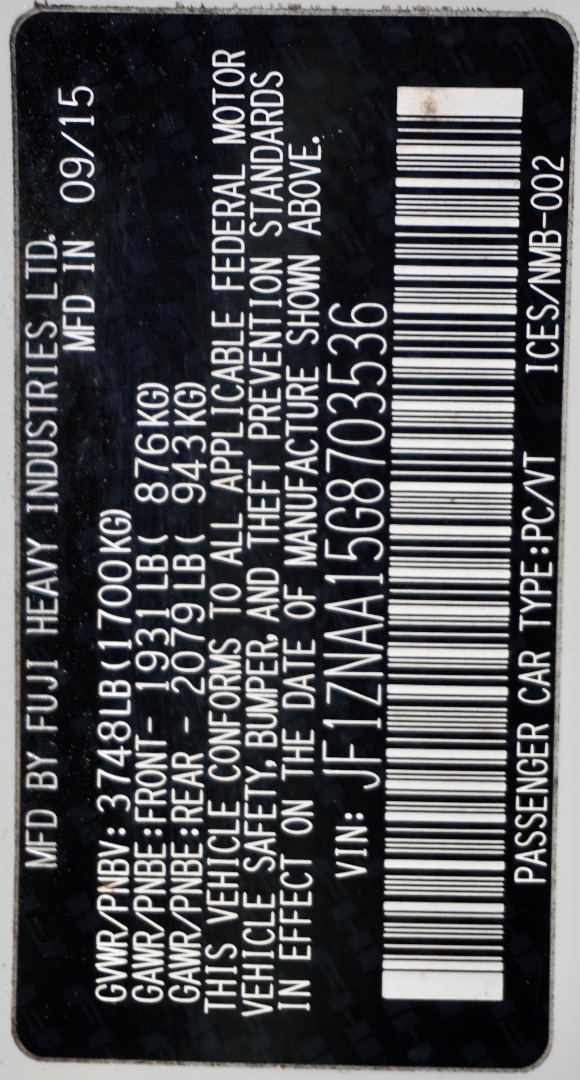 MFD BY FUJI HEAVY INDUSTRIES LTD.
MFD IN 09/15
GVWR/PNBV: 3748LB(1700KG)
GAWR/PNBE:FRONT- 1931LB( 876KG)
GAWR/PNBE:REAR - 2079LB( 943KG)
THIS VEHICLE CONFORMS TO ALL APPLICABLE FEDERAL MOTOR
VEHICLE SAFETY, BUMPER, AND THEFT PREVENTION STANDARDS
IN EFFECT ON THE DATE OF MANUFACTURE SHOWN ABOVE.
VIN: JF1ZNAA15G8703536
PASSENGER CAR TYPE:PC/VT ICES/NMB-002